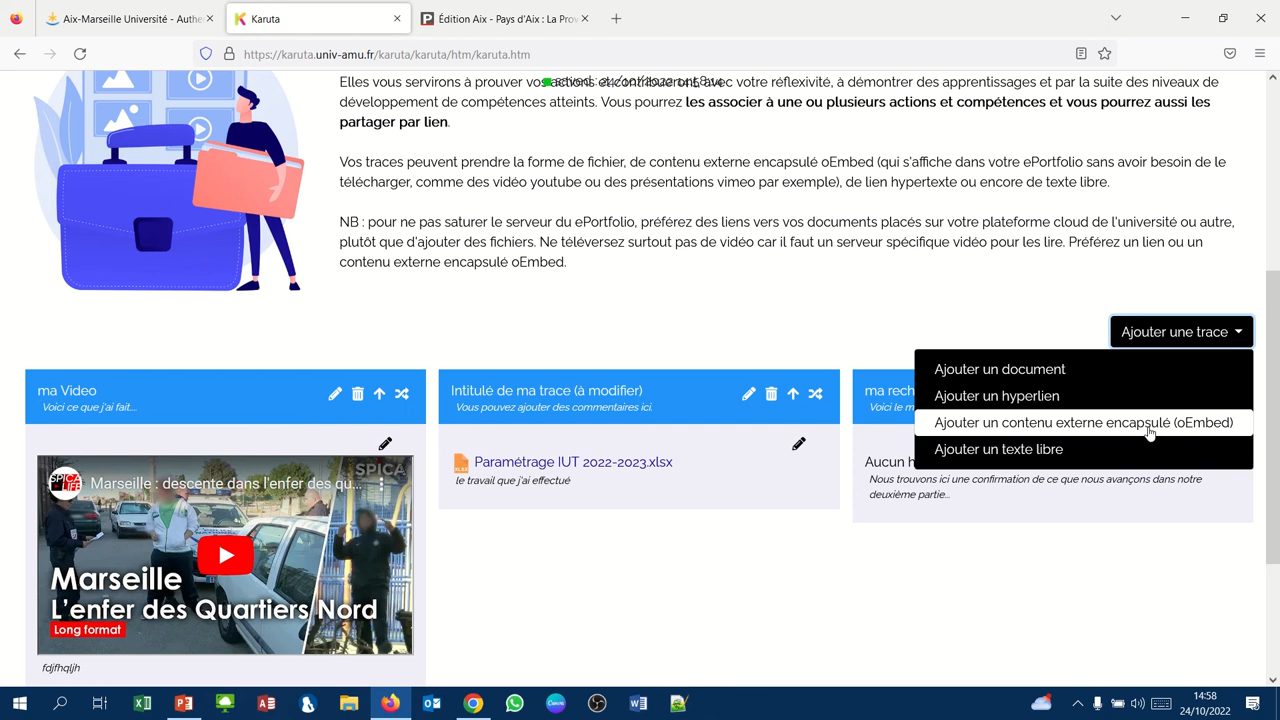 Aix-Marseille Université - Authe
Karuta
Édition Aix - Pays d'Aix : La Prov
https://karuta.univ-amu.fr/karuta/karuta/htm/karuta.htm
Elles vous servirons à prouver vos actions et contribueront, avec votre réflexivité, à démontrer des apprentissages et par la suite des niveaux de
développement de compétences atteints. Vous pourrez les associer à une ou plusieurs actions et compétences et vous pourrez aussi les
partager par lien.
Vos traces peuvent prendre la forme de fichier, de contenu externe encapsulé oEmbed (qui s'affiche dans votre ePortfolio sans avoir besoin de le
télécharger, comme des vidéo youtube ou des présentations vimeo par exemple), de lien hypertexte ou encore de texte libre.
NB : pour ne pas saturer le serveur du ePortfolio, préférez des liens vers vos documents placés sur votre plateforme cloud de l'université ou autre,
plutôt que d'ajouter des fichiers. Ne téléversez surtout pas de vidéo car il faut un serveur spécifique vidéo pour les lire. Préférez un lien ou un
contenu externe encapsulé oEmbed.
Ajouter une trace
Ajouter un document
Ajouter un hyperlien
Ajouter un contenu externe encapsulé (oEmbed)
Ajouter un texte libre
ma Video
Voici ce que j'ai fait....
SPICA
LIFE
Marseille : descente dans l'enfer des qu...
SPICA
Marseille
L'enfer des Quartiers Nord
Long format
fdjfhqljh
Intitulé de ma trace (à modifier)
Vous pouvez ajouter des commentaires ici.
XLSX
Paramétrage IUT 2022-2023.xlsx
le travail que j'ai effectué
ma rech
Voici le m
Aucun h
Nous trouvons ici une confirmation de ce que nous avançons dans notre
deuxième partie...
14:58
24/10/2022